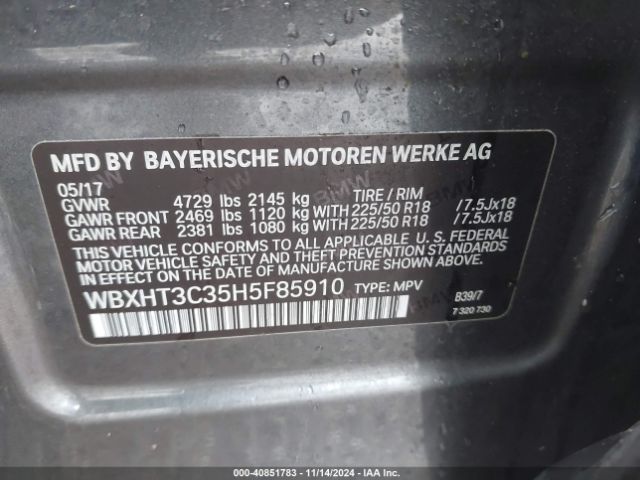 MFD BY BAYERISCHE MOTOREN WERKE AG
05/17
GVWR 4729 lbs 2145 kg TIRE / RIM
GAWR FRONT 2469 lbs 1120 kg WITH 225/50 R18 /7.5Jx18
GAWR REAR 2381 lbs 1080 kg WITH 225/50 R18 /7.5Jx18
THIS VEHICLE CONFORMS TO ALL APPLICABLE U. S. FEDERAL
MOTOR VEHICLE SAFETY, BUMPER, AND THEFT PREVENTION STANDARDS
IN EFFECT ON THE DATE OF MANUFACTURE SHOWN ABOVE.
WBXHT3C35H5F85910 TYPE: MPV
B39/7
7 320 730
000-40851783 - 11/14/2024 - IAA Inc.